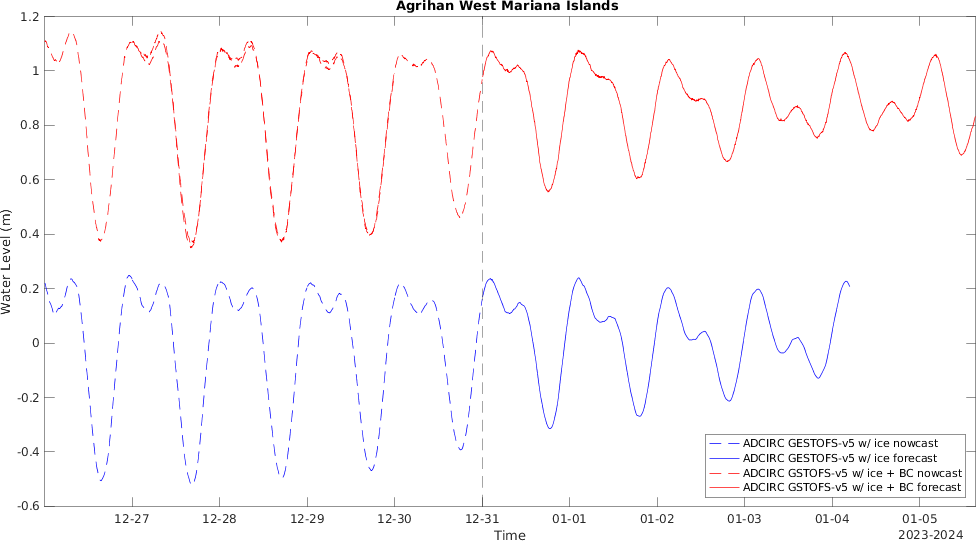 Agrihan West Mariana Islands
1.2
1
0.8
0.6
0.4
0.2
0
-0.2
-0.4
-0.6
Water Level (m)
ADCIRC GESTOFS-v5 w/ ice nowcast
ADCIRC GESTOFS-v5 w/ ice forecast
ADCIRC GSTOFS-v5 w/ ice + BC nowcast
ADCIRC GSTOFS-v5 w/ ice + BC forecast
12-27 12-28 12-29 12-30 12-31 01-01 01-02 01-03 01-04 01-05
Time
2023-2024